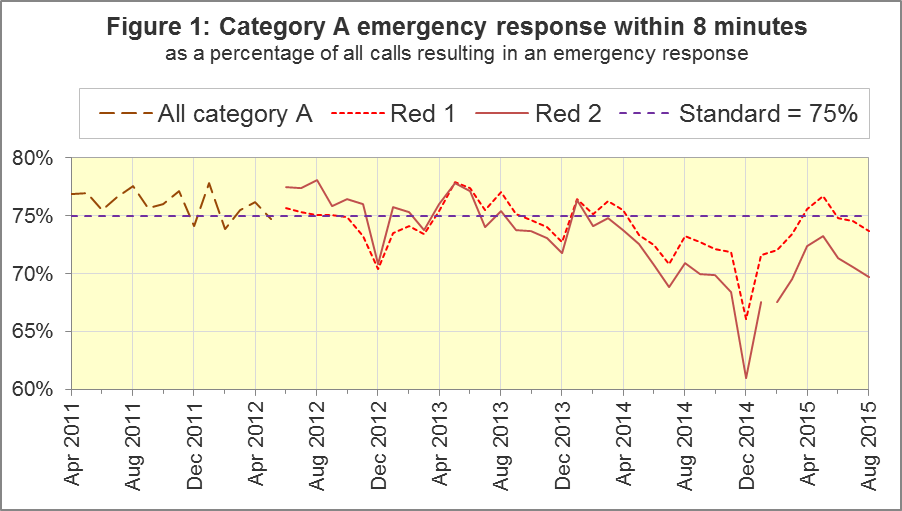 Figure 1: Category A emergency response within 8 minutes
as a percentage of all calls resulting in an emergency response
All category A Red 1 Red 2 Standard = 75%
80%
75%
70%
65%
60%
Apr 2011
Aug 2011
Dec 2011
Apr 2012
Aug 2012
Dec 2012
Apr 2013
Aug 2013
Dec 2013
Apr 2014
Aug 2014
Dec 2014
Apr 2015
Aug 2015